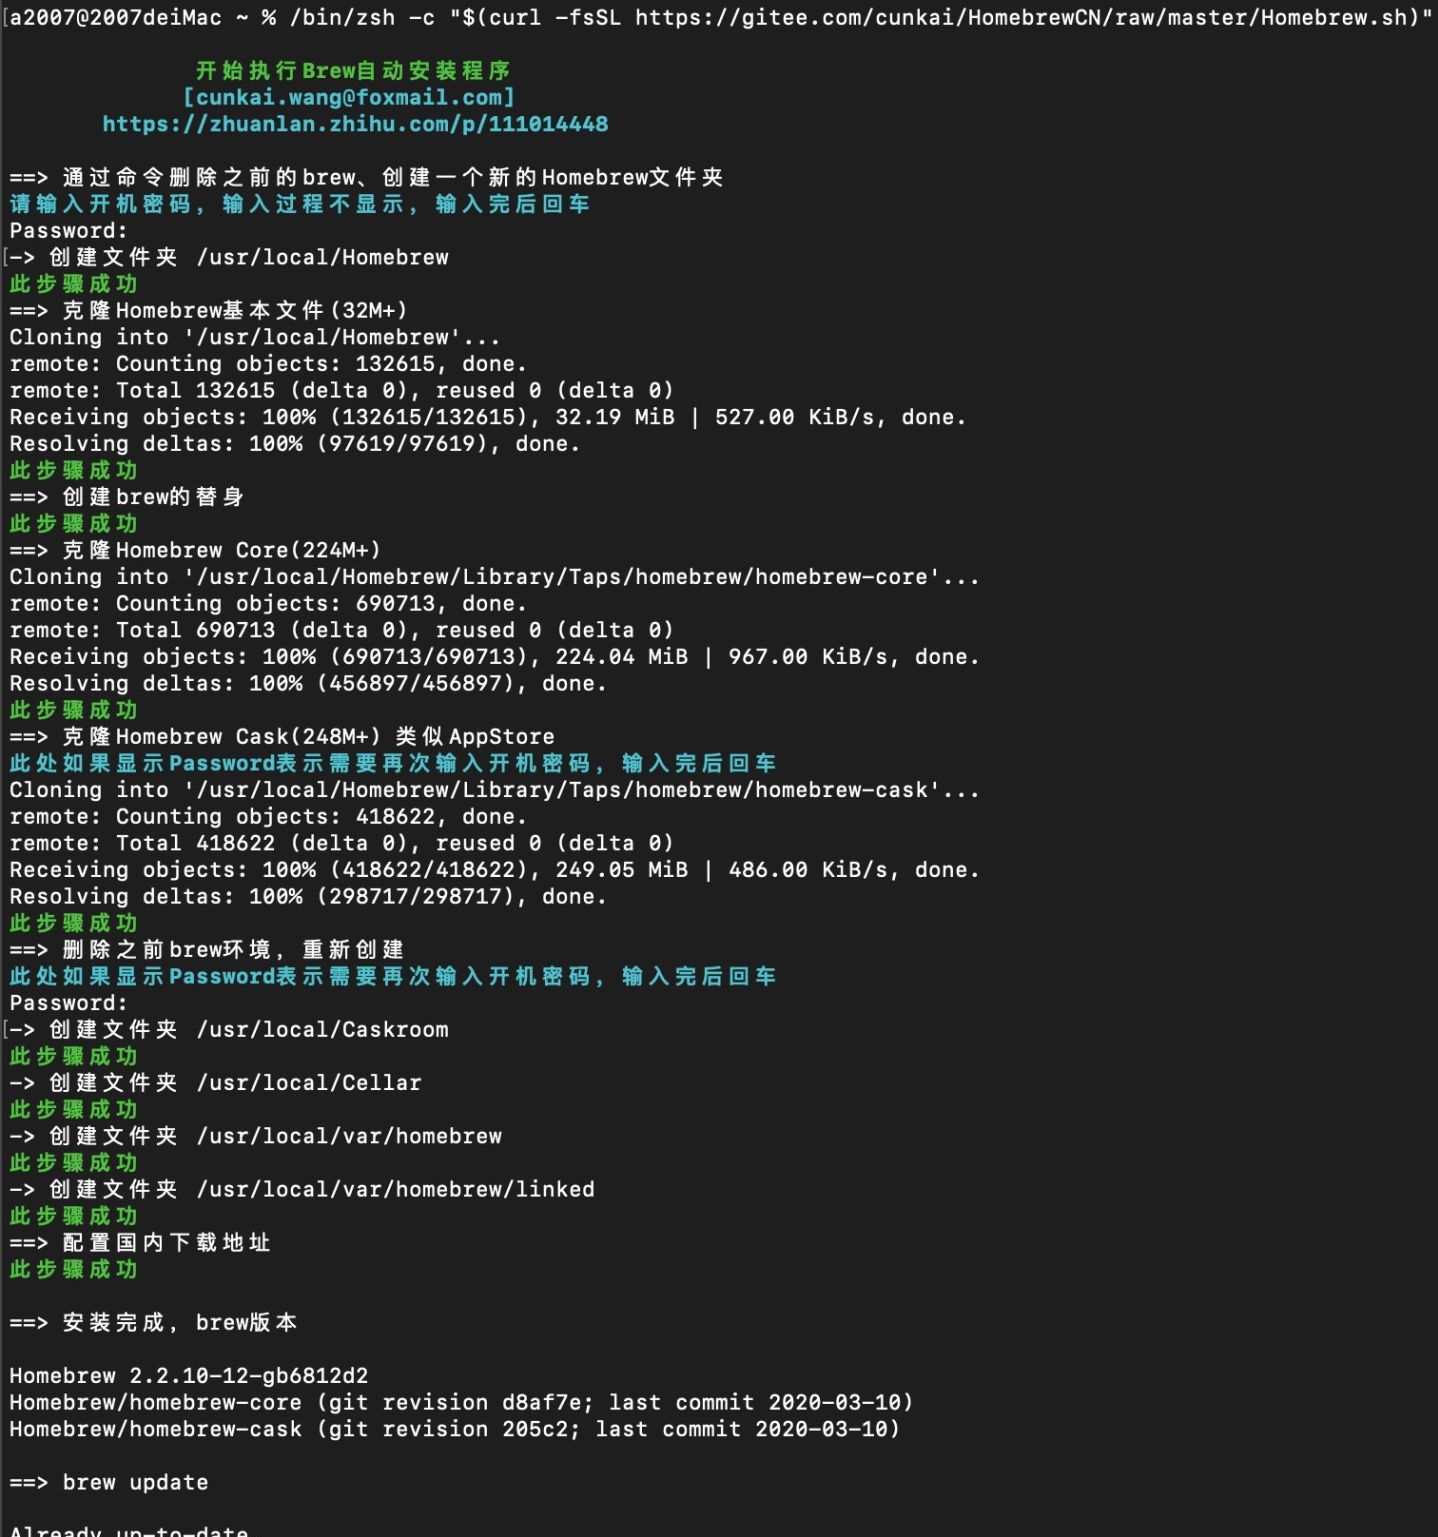 a2007@2007deiMac ~ % /bin/zsh -c "$(curl -fsSL https://gitee.com/cunkai/HomebrewCN/raw/master/Homebrew.sh)"
开始执行Brew自动安装程序
[cunkai.wang@foxmail.com]
https://zhuanlan.zhihu.com/p/111014448
==> 通过命令删除之前的brew、创建一个新的Homebrew文件夹
请输入开机密码，输入过程不显示，输入完后回车
Password:
-> 创建文件夹 /usr/local/Homebrew
此步骤成功
==> 克隆Homebrew基本文件(32M+)
Cloning into '/usr/local/Homebrew'...
remote: Counting objects: 132615, done.
remote: Total 132615 (delta 0), reused 0 (delta 0)
Receiving objects: 100% (132615/132615), 32.19 MiB | 527.00 KiB/s, done.
Resolving deltas: 100% (97619/97619), done.
此步骤成功
==> 创建brew的替身
此步骤成功
==> 克隆Homebrew Core(224M+)
Cloning into '/usr/local/Homebrew/Library/Taps/homebrew/homebrew-core'...
remote: Counting objects: 690713, done.
remote: Total 690713 (delta 0), reused 0 (delta 0)
Receiving objects: 100% (690713/690713), 224.04 MiB | 967.00 KiB/s, done.
Resolving deltas: 100% (456897/456897), done.
此步骤成功
==> 克隆Homebrew Cask(248M+) 类似AppStore
此处如果显示Password表示需要再次输入开机密码，输入完后回车
Cloning into '/usr/local/Homebrew/Library/Taps/homebrew/homebrew-cask'...
remote: Counting objects: 418622, done.
remote: Total 418622 (delta 0), reused 0 (delta 0)
Receiving objects: 100% (418622/418622), 249.05 MiB | 486.00 KiB/s, done.
Resolving deltas: 100% (298717/298717), done.
此步骤成功
==> 删除之前brew环境，重新创建
此处如果显示Password表示需要再次输入开机密码，输入完后回车
Password:
-> 创建文件夹 /usr/local/Caskroom
此步骤成功
-> 创建文件夹 /usr/local/Cellar
此步骤成功
-> 创建文件夹 /usr/local/var/homebrew
此步骤成功
-> 创建文件夹 /usr/local/var/homebrew/linked
此步骤成功
==> 配置国内下载地址
此步骤成功
==> 安装完成，brew版本
Homebrew 2.2.10-12-gb6812d2
Homebrew/homebrew-core (git revision d8af7e; last commit 2020-03-10)
Homebrew/homebrew-cask (git revision 205c2; last commit 2020-03-10)
==> brew update
Already up-to-date